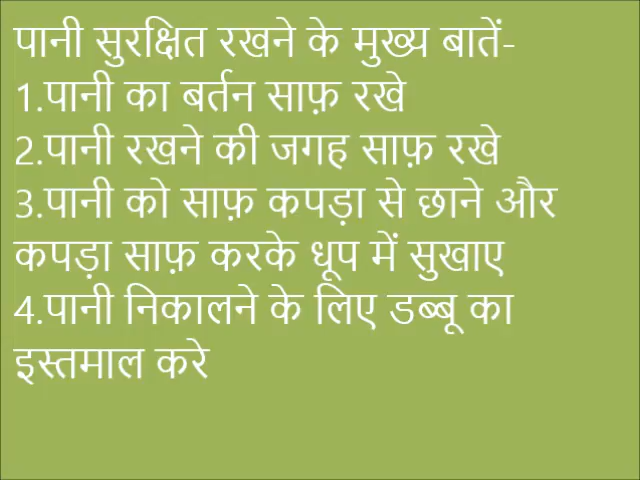 पानी सुरक्षित रखने के मुख्य बातें-
1.पानी का बर्तन साफ़ रखे
2.पानी रखने की जगह साफ़ रखे
3.पानी को साफ़ कपड़ा से छाने और
कपड़ा साफ़ करके धूप में सुखाए
4.पानी निकालने के लिए डब्बू का
इस्तमाल करे